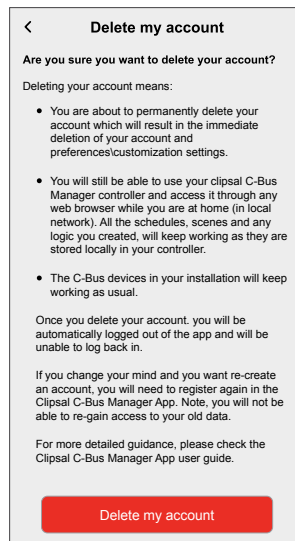 Delete my account
Are you sure you want to delete your account?
Deleting your account means:
• You are about to permanently delete your
account which will result in the immediate
deletion of your account and
preferences\customization settings.
• You will still be able to use your clipsal C-Bus
Manager controller and access it through any
web browser while you are at home (in local
network). All the schedules, scenes and any
logic you created, will keep working as they are
stored locally in your controller.
• The C-Bus devices in your installation will keep
working as usual.
Once you delete your account. you will be
automatically logged out of the app and will be
unable to log back in.
If you change your mind and you want re-create
an account, you will need to register again in the
Clipsal C-Bus Manager App. Note, you will not be
able to re-gain access to your old data.
For more detailed guidance, please check the
Clipsal C-Bus Manager App user guide.
Delete my account